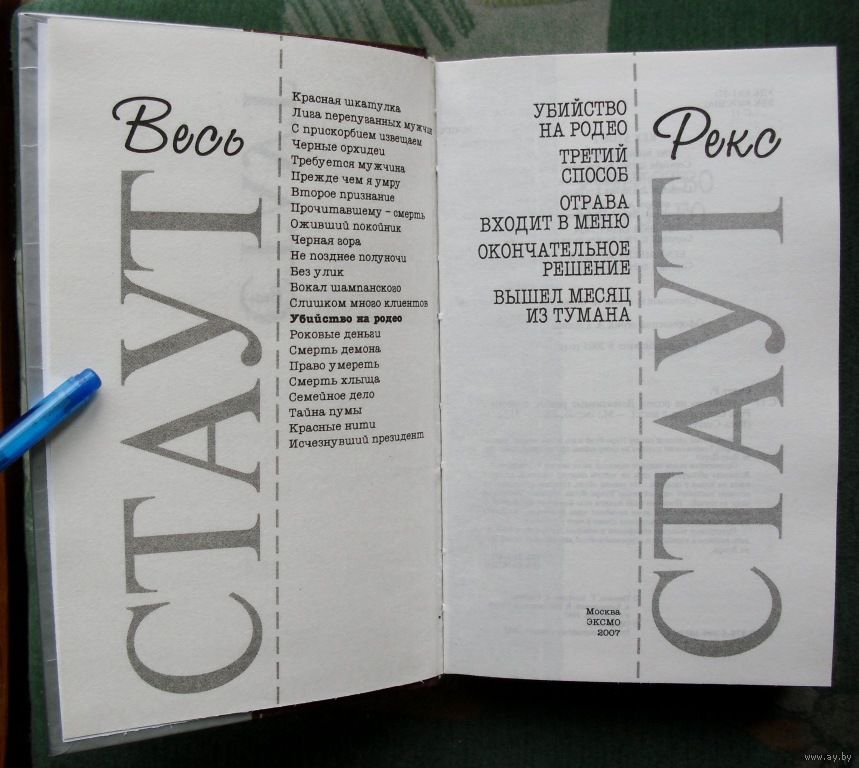 Весь
СТАУТ
Красная шкатулка
Лига перепуганных мужчин
С прискорбием извещаем
Черные орхидеи
Требуется мужчина
Прежде чем я умру
Второе признание
Прочитавшему – смерть
Оживший покойник
Черная гора
Не позднее полуночи
Без улик
Бокал шампанского
Слишком много клиентов
Убийство на родео
Роковые деньги
Смерть демона
Право умереть
Смерть хлыща
Семейное дело
Тайна пумы
Красные нити
Исчезнувший президент
УБИЙСТВО
НА РОДЕО
ТРЕТИЙ
СПОСОБ
ОТРАВА
ВХОДИТ В МЕНЮ
ОКОНЧАТЕЛЬНОЕ
РЕШЕНИЕ
ВЫШЕЛ МЕСЯЦ
ИЗ ТУМАНА
Москва
ЭКСМО
2007
Рекс
СТАУТ
www.ay.by